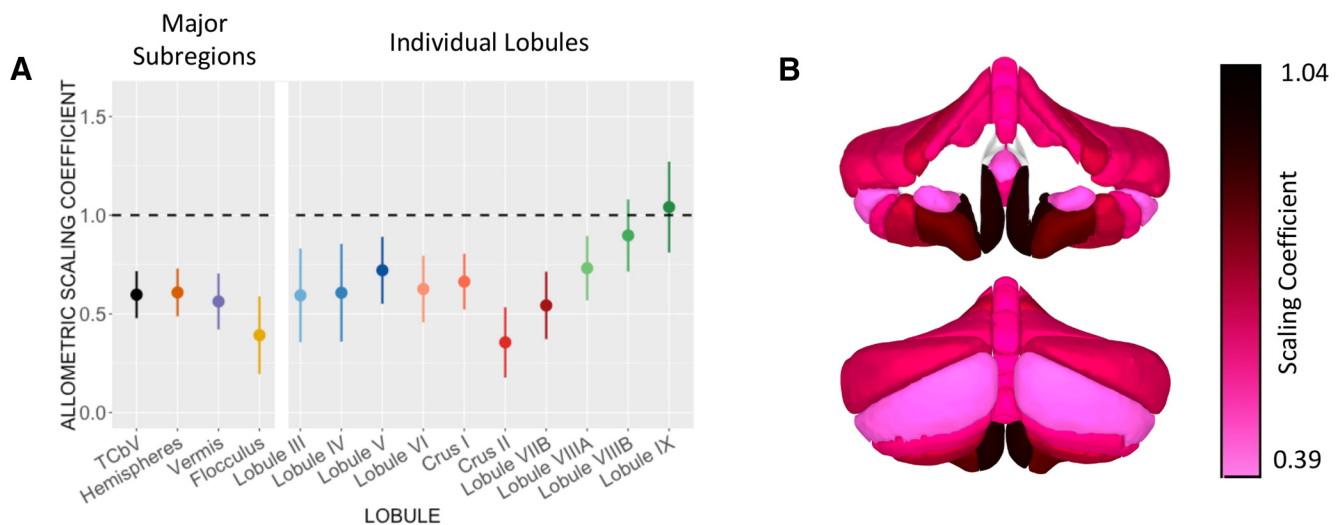 Major
Subregions
Individual Lobules
A
ALLOMETRIC SCALING COEFFICIENT
1.5
1.0
0.5
0.0
TCbV
Hemispheres
Vermis
Flocculus
Lobule III
Lobule IV
Lobule V
Lobule VI
Crus I
Crus II
Lobule VIIB
Lobule VIIIA
Lobule VIIIB
Lobule IX
LOBULE
B
1.04
Scaling Coefficient
0.39